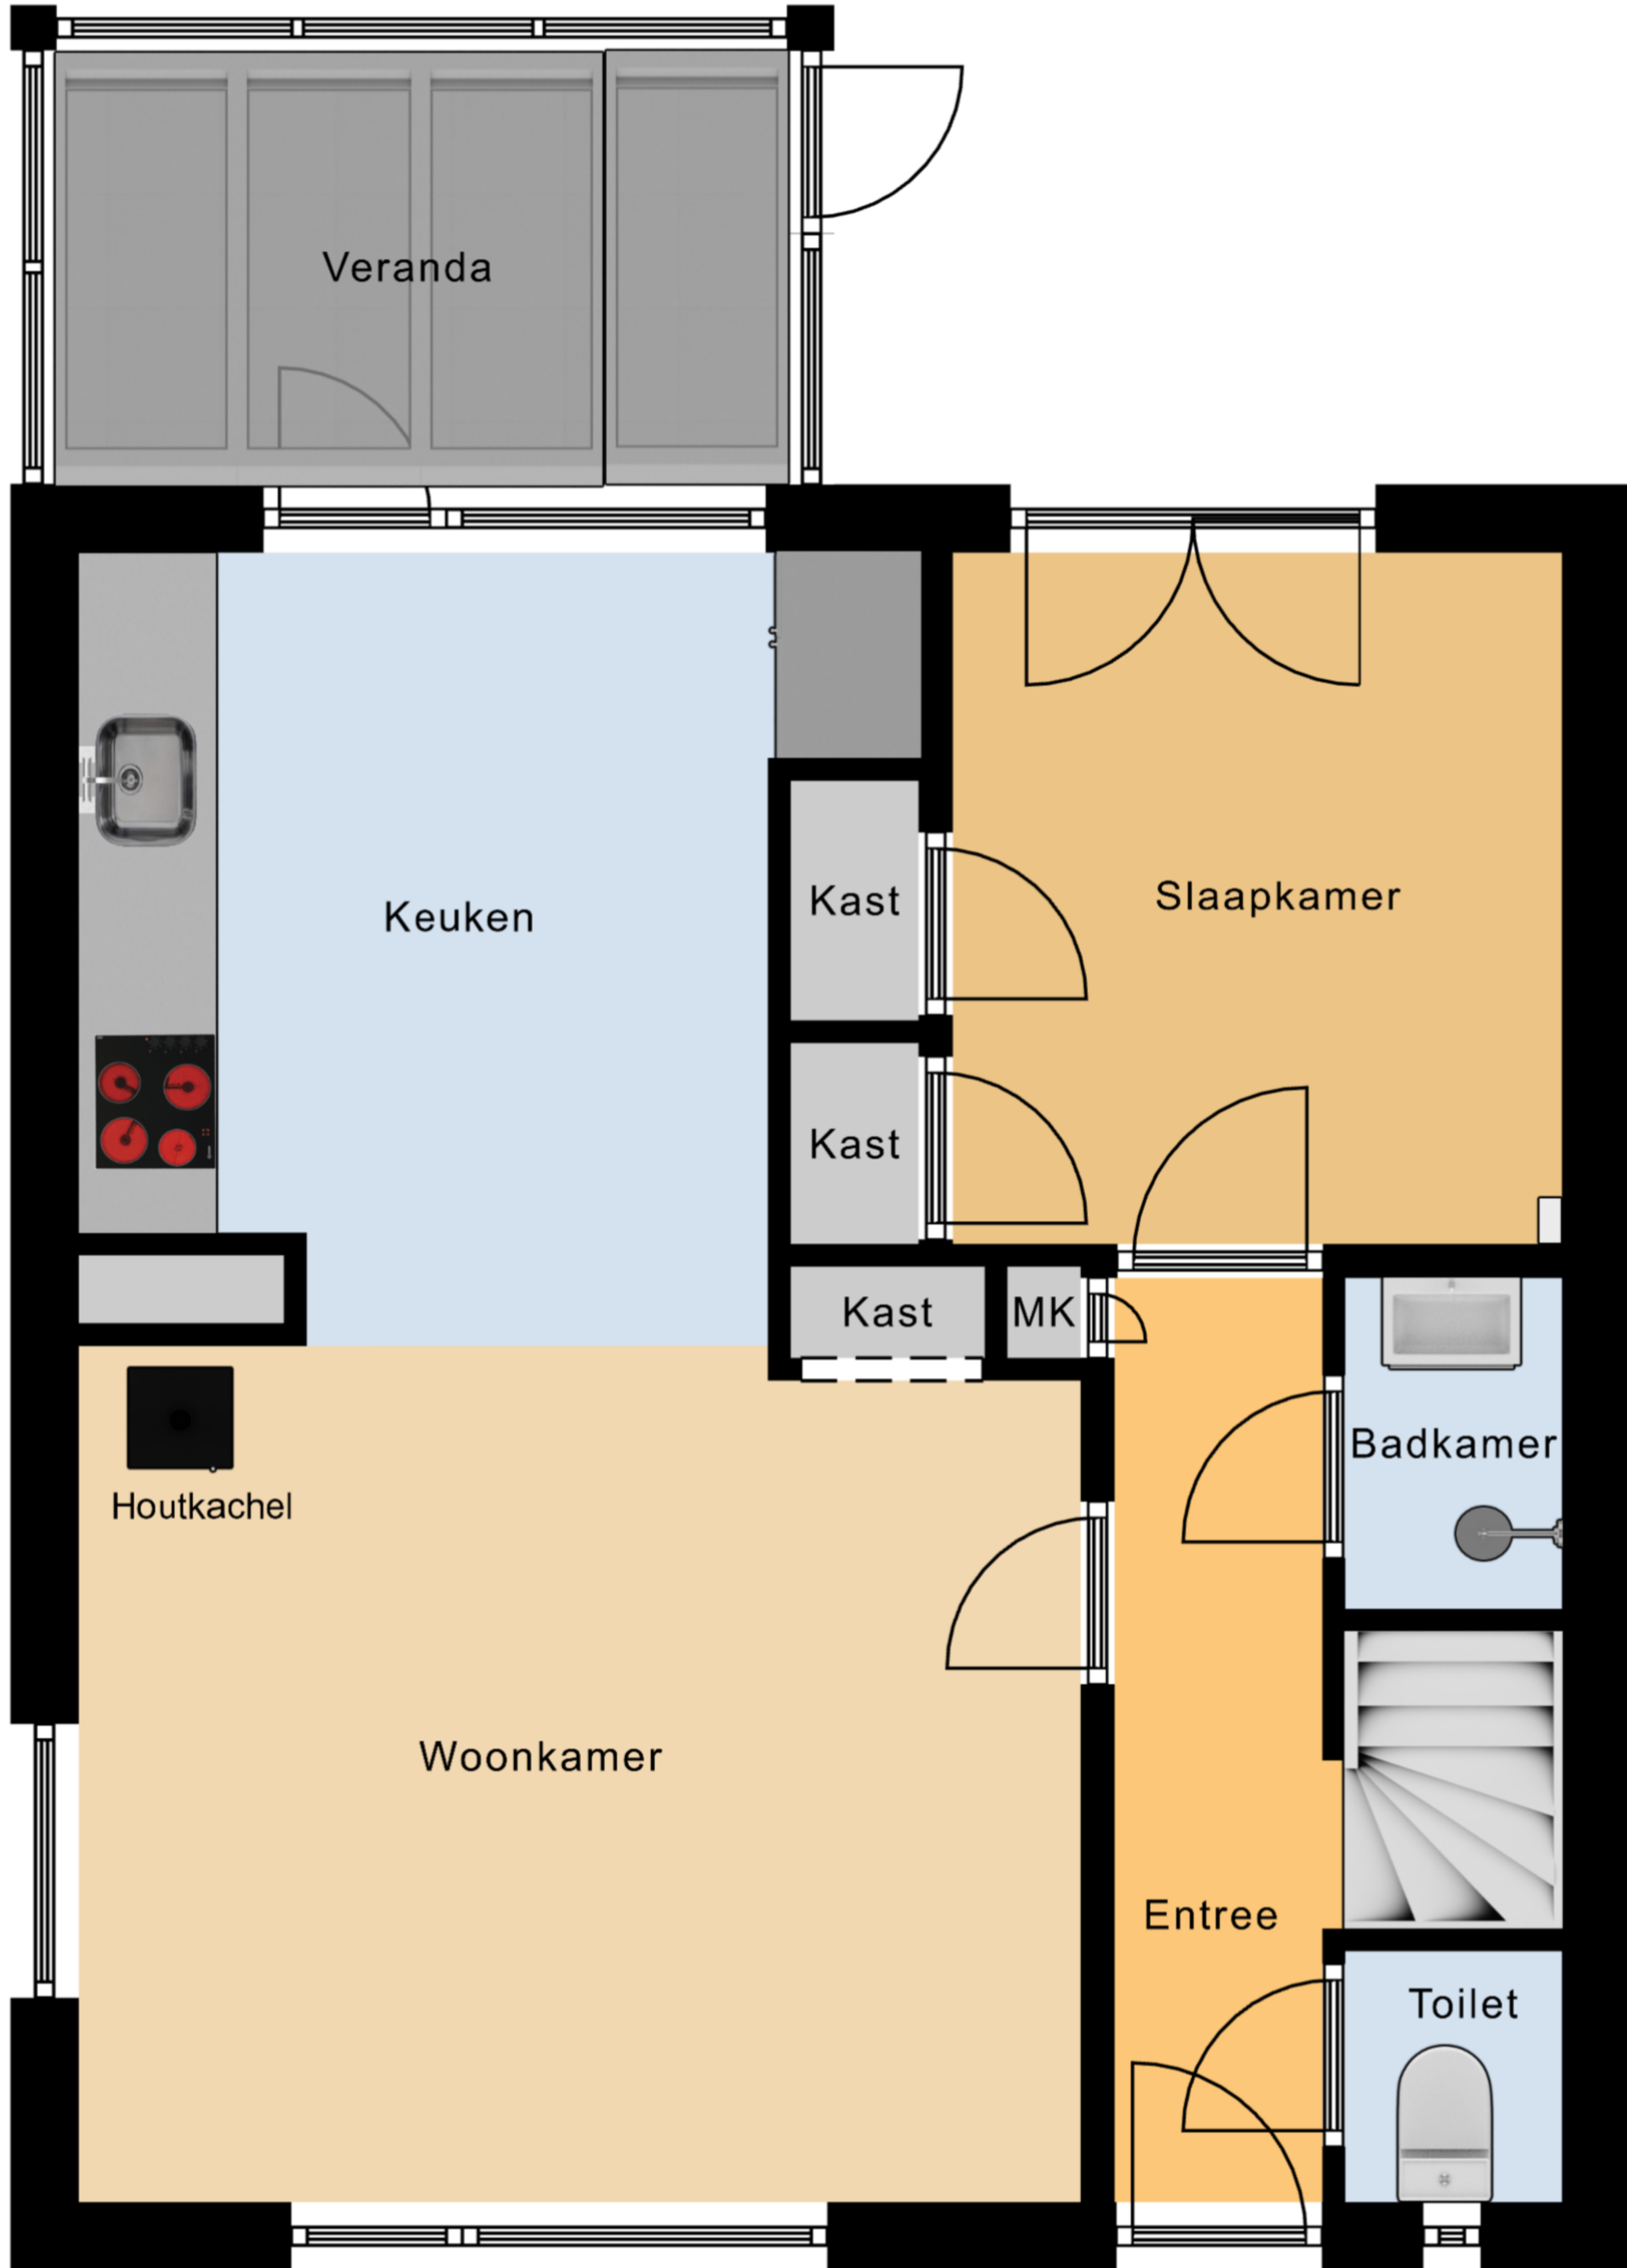 Veranda
Keuken
Kast
Slaapkamer
Kast
Kast
MK
Badkamer
Houtkachel
Woonkamer
Entree
Toilet